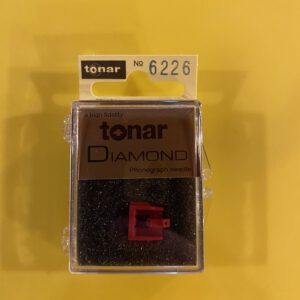 tonar No 6226
a high fidelity
tonar
DIAMOND
Phonograph needle